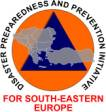 DISASTER PREPAREDNESS AND PREVENTION INITIATIVE
FOR SOUTH-EASTERN
EUROPE